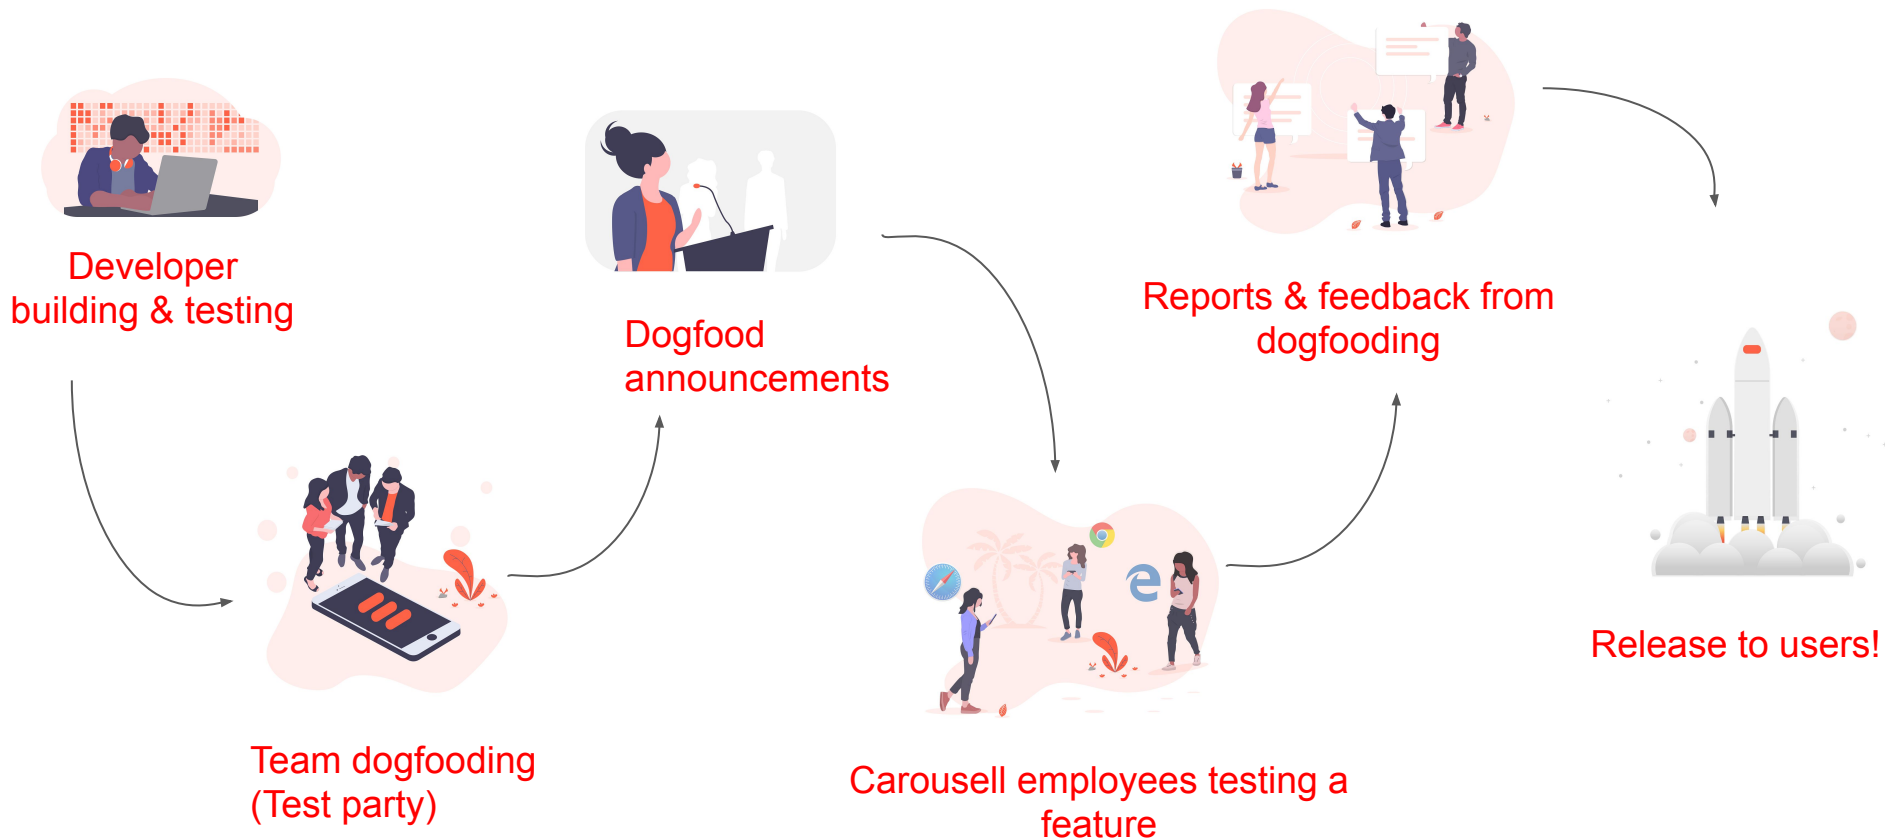 Developer
building & testing
Team dogfooding
(Test party)
Dogfood
announcements
Carousell employees testing a
feature
Reports & feedback from
dogfooding
Release to users!